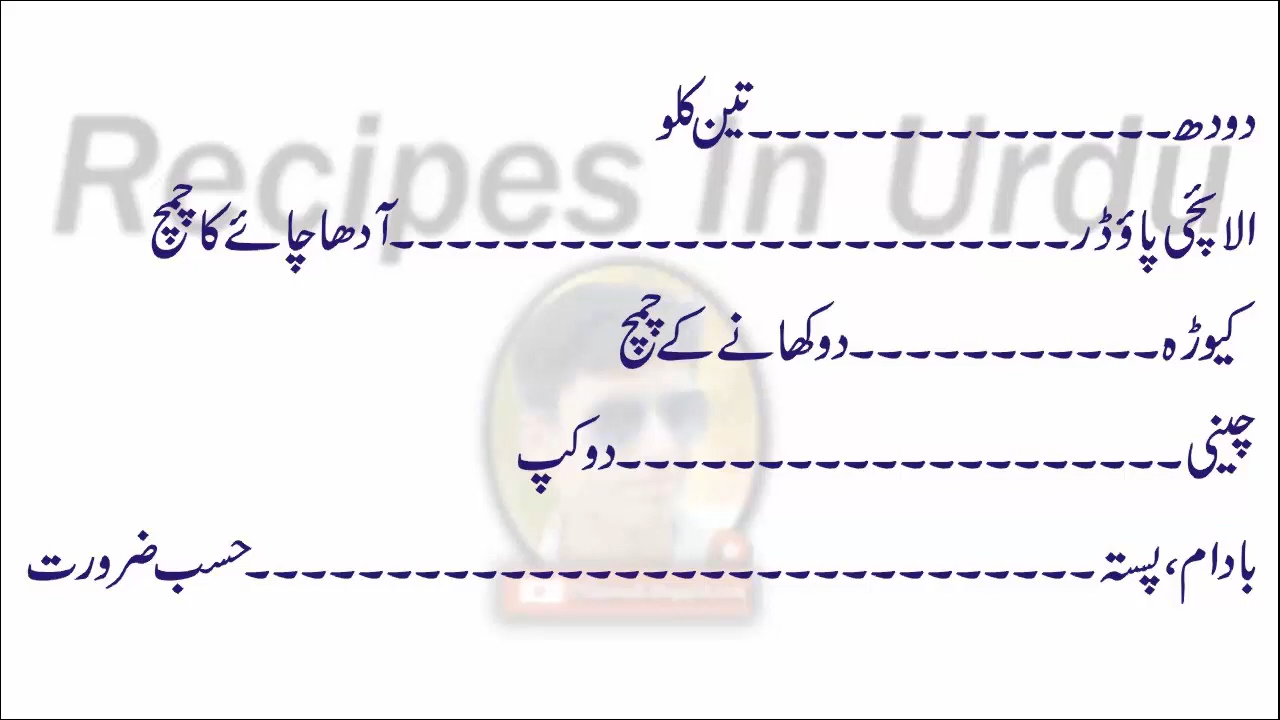 Recipes In Urdu
دودھ---------------تین کلو
الائچی پاؤڈر------------------------آدھا چائے کا چمچ
کیوڑہ-----------دو کھانے کے چمچ
چینی--------------------دو کپ
بادام، پستہ------------------------------حسب ضرورت